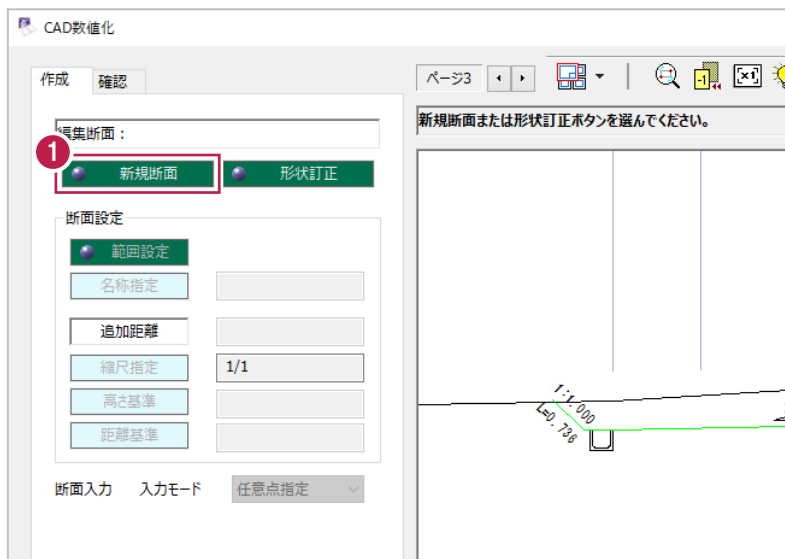 CAD数値化
作成 確認
ページ3
-1
×1
編集断面：
新規断面または形状訂正ボタンを選んでください。
1
新規断面 形状訂正
断面設定
範囲設定
名称指定
追加距離
縮尺指定 1/1
高さ基準
距離基準
断面入力 入力モード 任意点指定
1:1.000
L=0.736